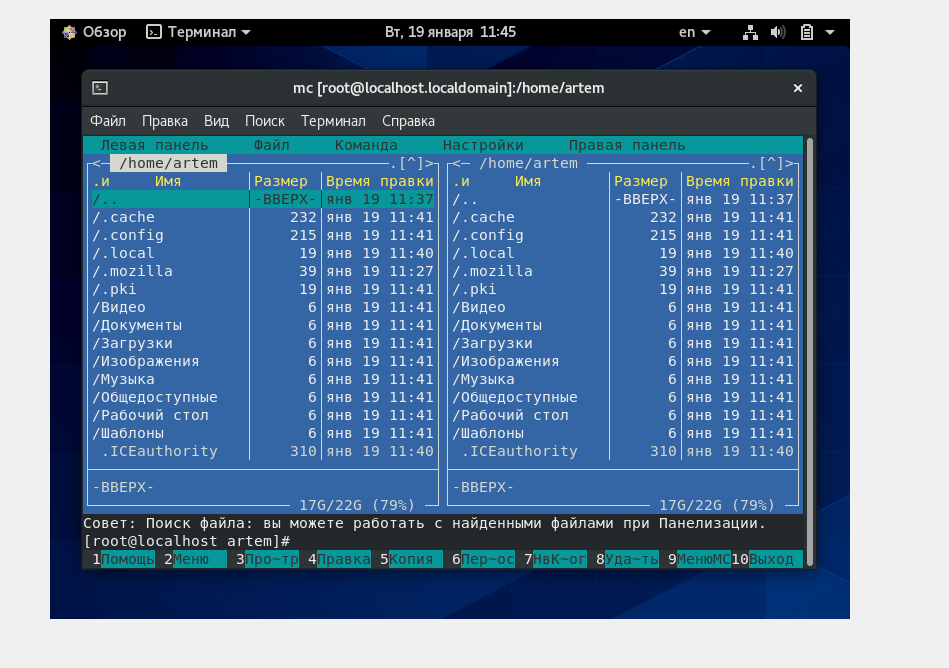 Обзор Терминал Вт, 19 января 11:45 en
mc [root@localhost.localdomain]:/home/artem
Файл Правка Вид Поиск Терминал Справка
Левая панель Файл Команда Настройки Правая панель
<— /home/artem .[^]> <— /home/artem .[^]>
.и Имя Размер Время правки .и Имя Размер Время правки
/.. -ВВЕРХ- янв 19 11:37 /.. -ВВЕРХ- янв 19 11:37
/.cache 232 янв 19 11:41 /.cache 232 янв 19 11:41
/.config 215 янв 19 11:41 /.config 215 янв 19 11:41
/.local 19 янв 19 11:40 /.local 19 янв 19 11:40
/.mozilla 39 янв 19 11:27 /.mozilla 39 янв 19 11:27
/.pki 19 янв 19 11:41 /.pki 19 янв 19 11:41
/Видео 6 янв 19 11:41 /Видео 6 янв 19 11:41
/Документы 6 янв 19 11:41 /Документы 6 янв 19 11:41
/Загрузки 6 янв 19 11:41 /Загрузки 6 янв 19 11:41
/Изображения 6 янв 19 11:41 /Изображения 6 янв 19 11:41
/Музыка 6 янв 19 11:41 /Музыка 6 янв 19 11:41
/Общедоступные 6 янв 19 11:41 /Общедоступные 6 янв 19 11:41
/Рабочий стол 6 янв 19 11:41 /Рабочий стол 6 янв 19 11:41
/Шаблоны 6 янв 19 11:41 /Шаблоны 6 янв 19 11:41
.ICEauthority 310 янв 19 11:40 .ICEauthority 310 янв 19 11:40
-ВВЕРХ- -ВВЕРХ-
17G/22G (79%) 17G/22G (79%)
Совет: Поиск файла: вы можете работать с найденными файлами при Панелизации.
[root@localhost artem]#
1Помощь 2Меню 3Про~тр 4Правка 5Копия 6Пер~ос 7НвК~ог 8Уда~ть 9МенюМС10Выход